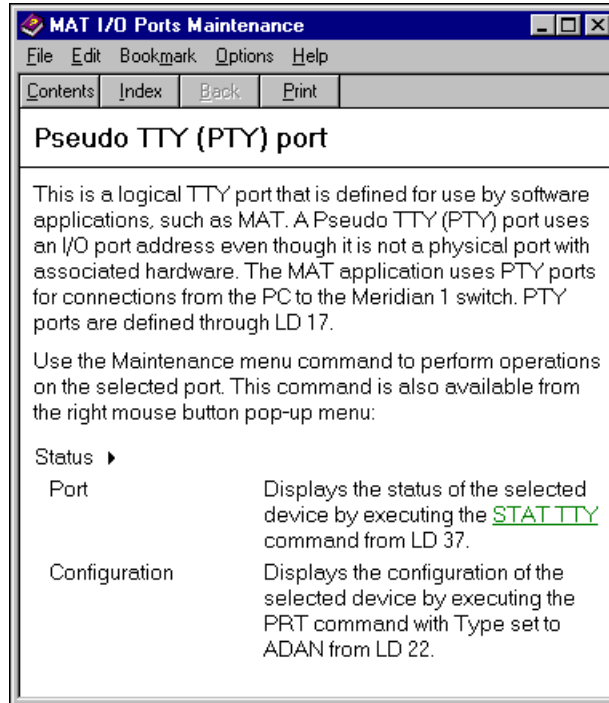 MAT I/O Ports Maintenance
File Edit Bookmark Options Help
Contents Index Back Print
Pseudo TTY (PTY) port
This is a logical TTY port that is defined for use by software
applications, such as MAT. A Pseudo TTY (PTY) port uses
an I/O port address even though it is not a physical port with
associated hardware. The MAT application uses PTY ports
for connections from the PC to the Meridian 1 switch. PTY
ports are defined through LD 17.
Use the Maintenance menu command to perform operations
on the selected port. This command is also available from
the right mouse button pop-up menu:
Status
Port Displays the status of the selected
device by executing the STAT TTY
command from LD 37.
Configuration Displays the configuration of the
selected device by executing the
PRT command with Type set to
ADAN from LD 22.